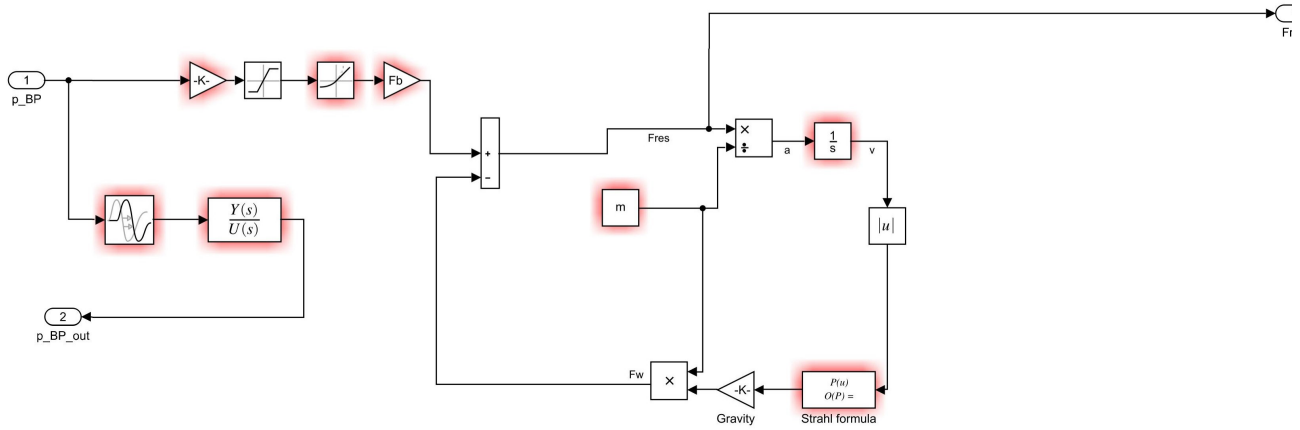 1
p_BP
-K-
Fb
+
−
Fres
×
÷
a
1
s
v
Fr
m
|u|
Y(s)
U(s)
2
p_BP_out
Fw
×
-K-
Gravity
P(u)
O(P) =
Strahl formula